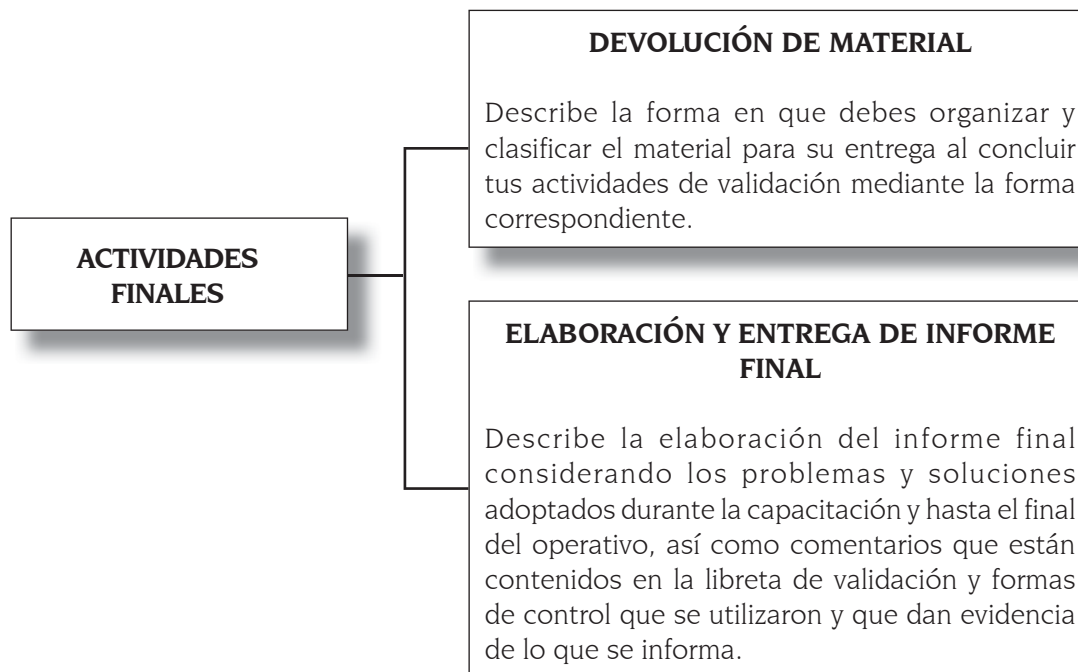 DEVOLUCIÓN DE MATERIAL
Describe la forma en que debes organizar y
clasificar el material para su entrega al concluir
tus actividades de validación mediante la forma
correspondiente.
ACTIVIDADES
FINALES
ELABORACIÓN Y ENTREGA DE INFORME
FINAL
Describe la elaboración del informe final
considerando los problemas y soluciones
adoptados durante la capacitación y hasta el final
del operativo, así como comentarios que están
contenidos en la libreta de validación y formas
de control que se utilizaron y que dan evidencia
de lo que se informa.